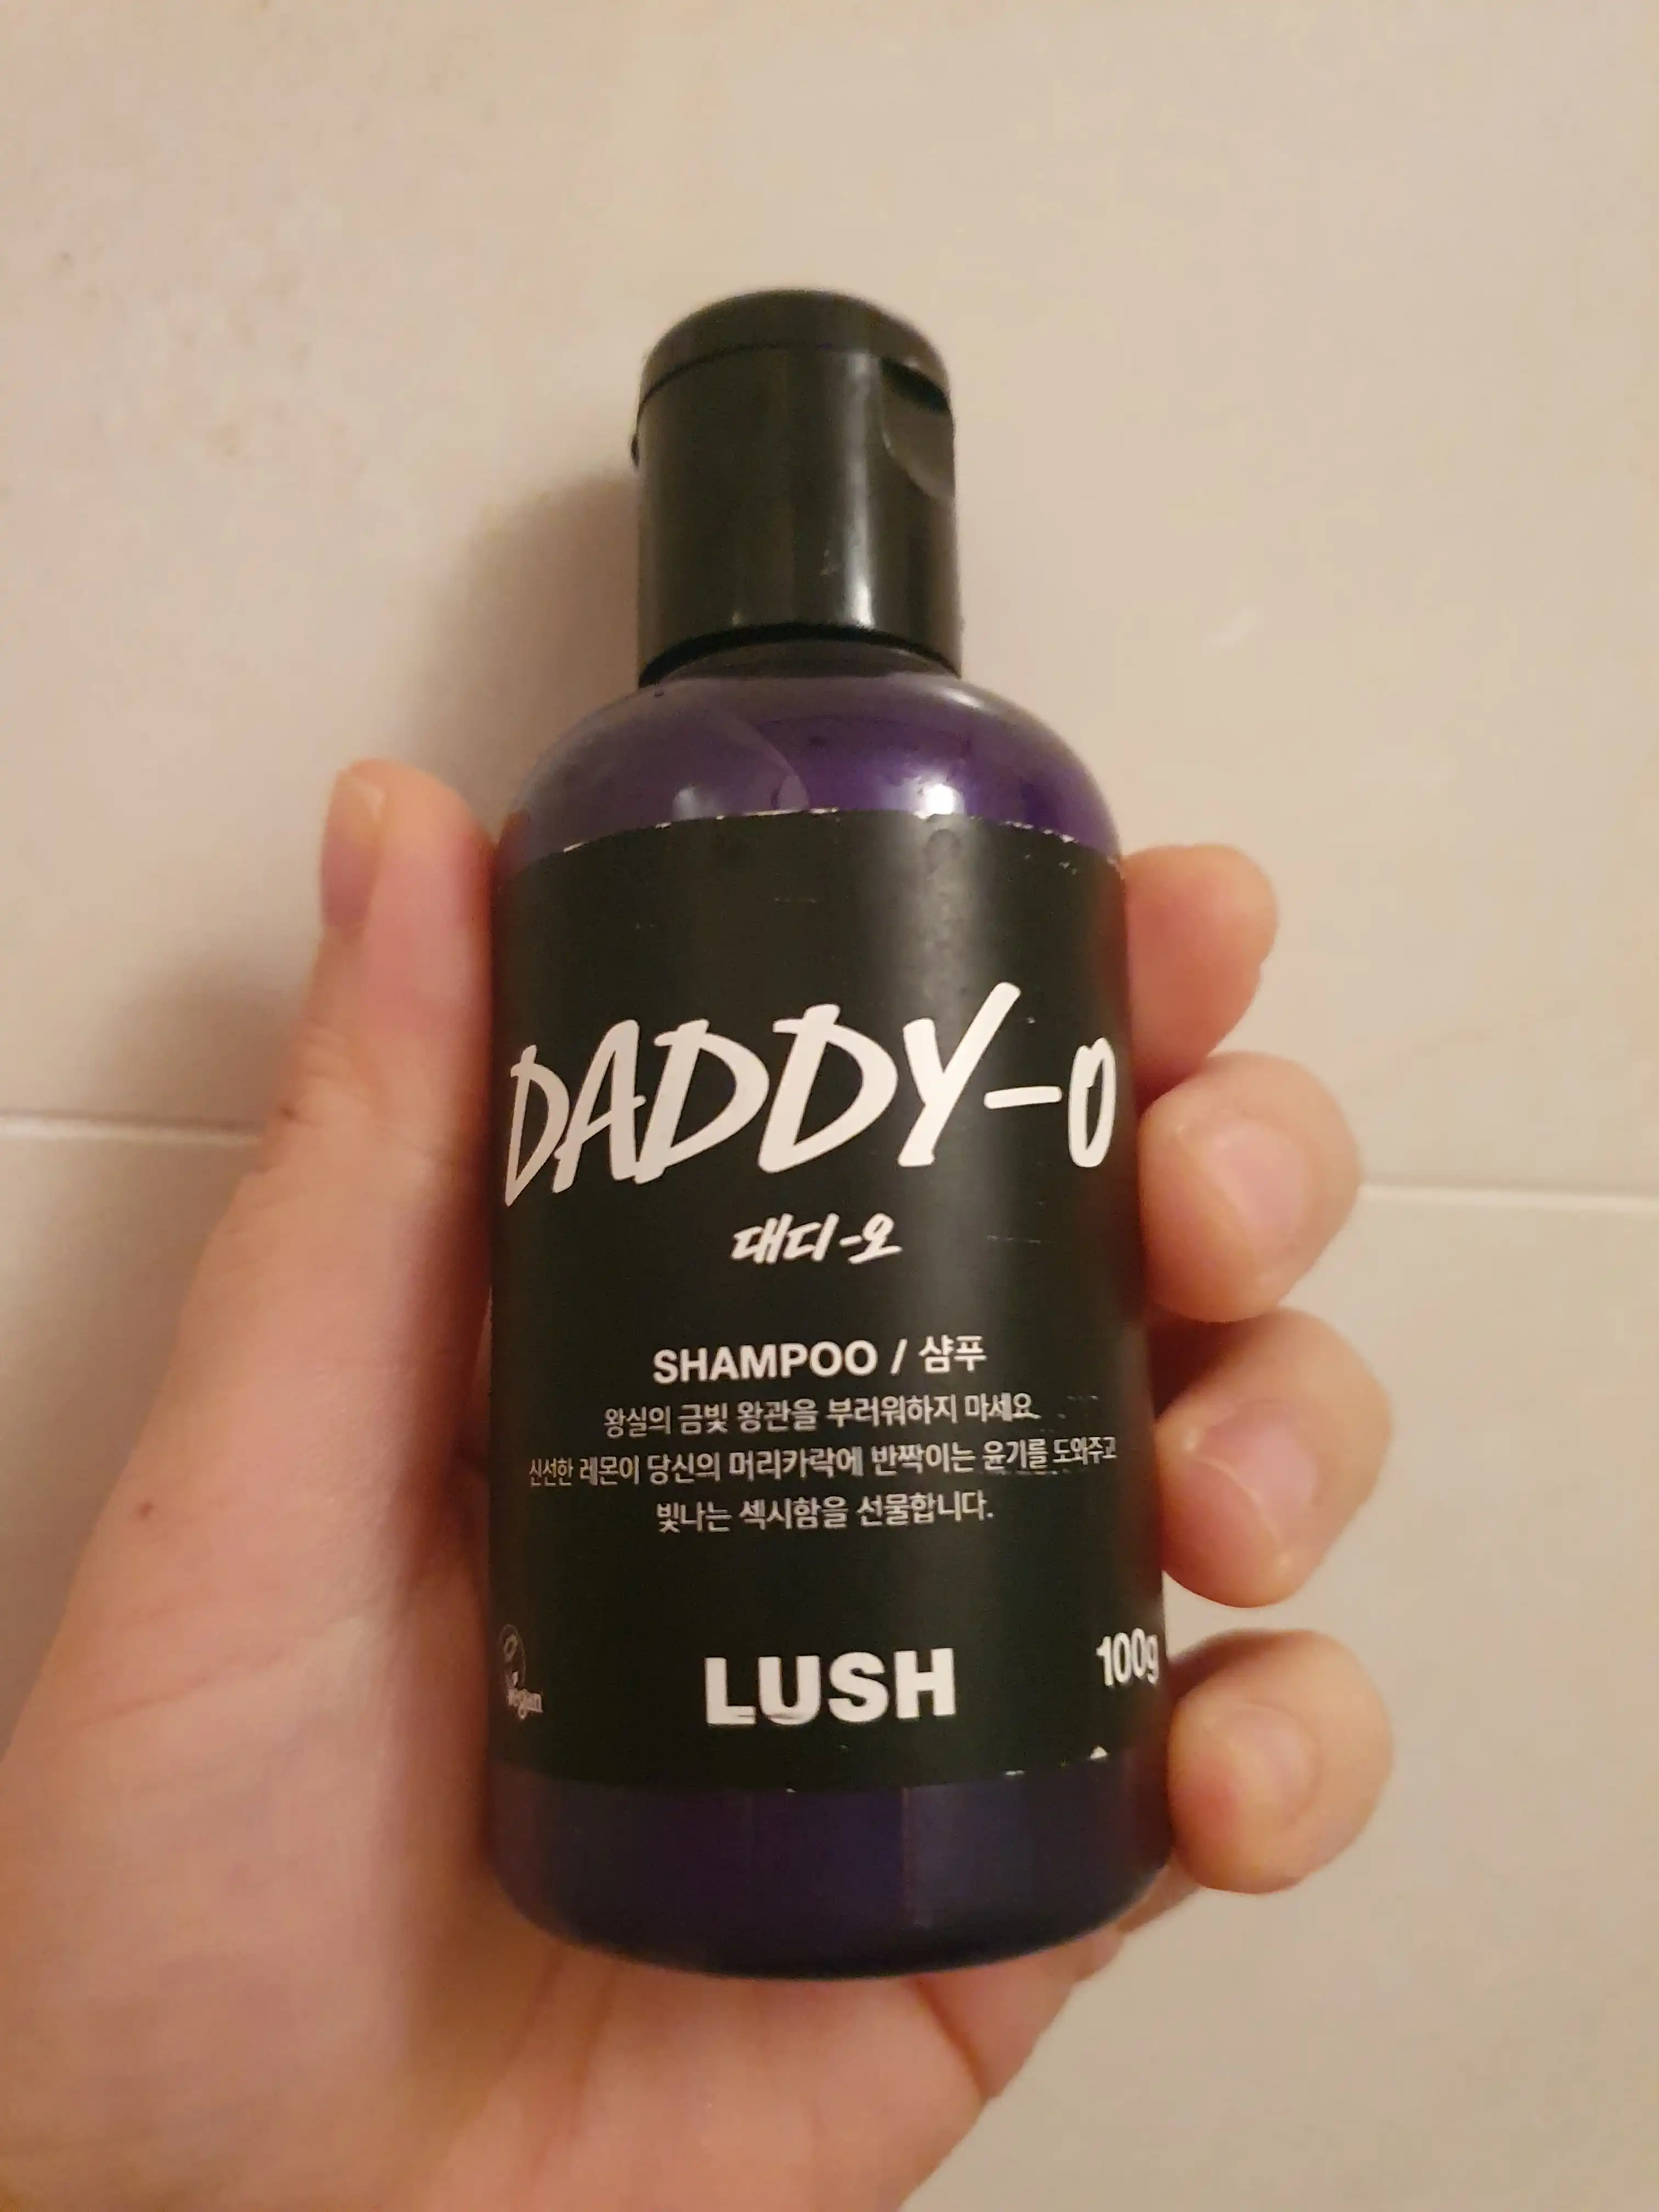 DADDY-O
대디-오
SHAMPOO / 샴푸
왕실의 금빛 왕관을 부러워하지 마세요
신선한 레몬이 당신의 머리카락에 반짝이는 윤기를 도와주고
빛나는 섹시함을 선물합니다.
vegan
LUSH
100g